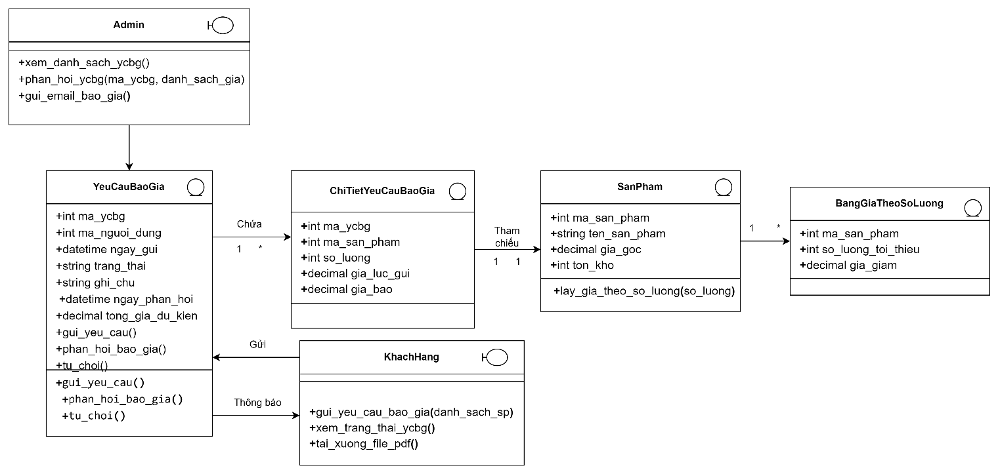 Admin
+xem_danh_sach_ycbg()
+phan_hoi_ycbg(ma_ycbg, danh_sach_gia)
+gui_email_bao_gia()
YeuCauBaoGia
+int ma_ycbg
+int ma_nguoi_dung
+datetime ngay_gui
+string trang_thai
+string ghi_chu
+datetime ngay_phan_hoi
+decimal tong_gia_du_kien
+gui_yeu_cau()
+phan_hoi_bao_gia()
+tu_choi()
+gui_yeu_cau()
+phan_hoi_bao_gia()
+tu_choi()
Chứa
1 *
ChiTietYeuCauBaoGia
+int ma_ycbg
+int ma_san_pham
+int so_luong
+decimal gia_luc_gui
+decimal gia_bao
Tham
chiếu
1 1
SanPham
+int ma_san_pham
+string ten_san_pham
+decimal gia_goc
+int ton_kho
+lay_gia_theo_so_luong(so_luong)
1 *
BangGiaTheoSoLuong
+int ma_san_pham
+int so_luong_toi_thieu
+decimal gia_giam
Gửi
Thông báo
KhachHang
+gui_yeu_cau_bao_gia(danh_sach_sp)
+xem_trang_thai_ycbg()
+tai_xuong_file_pdf()